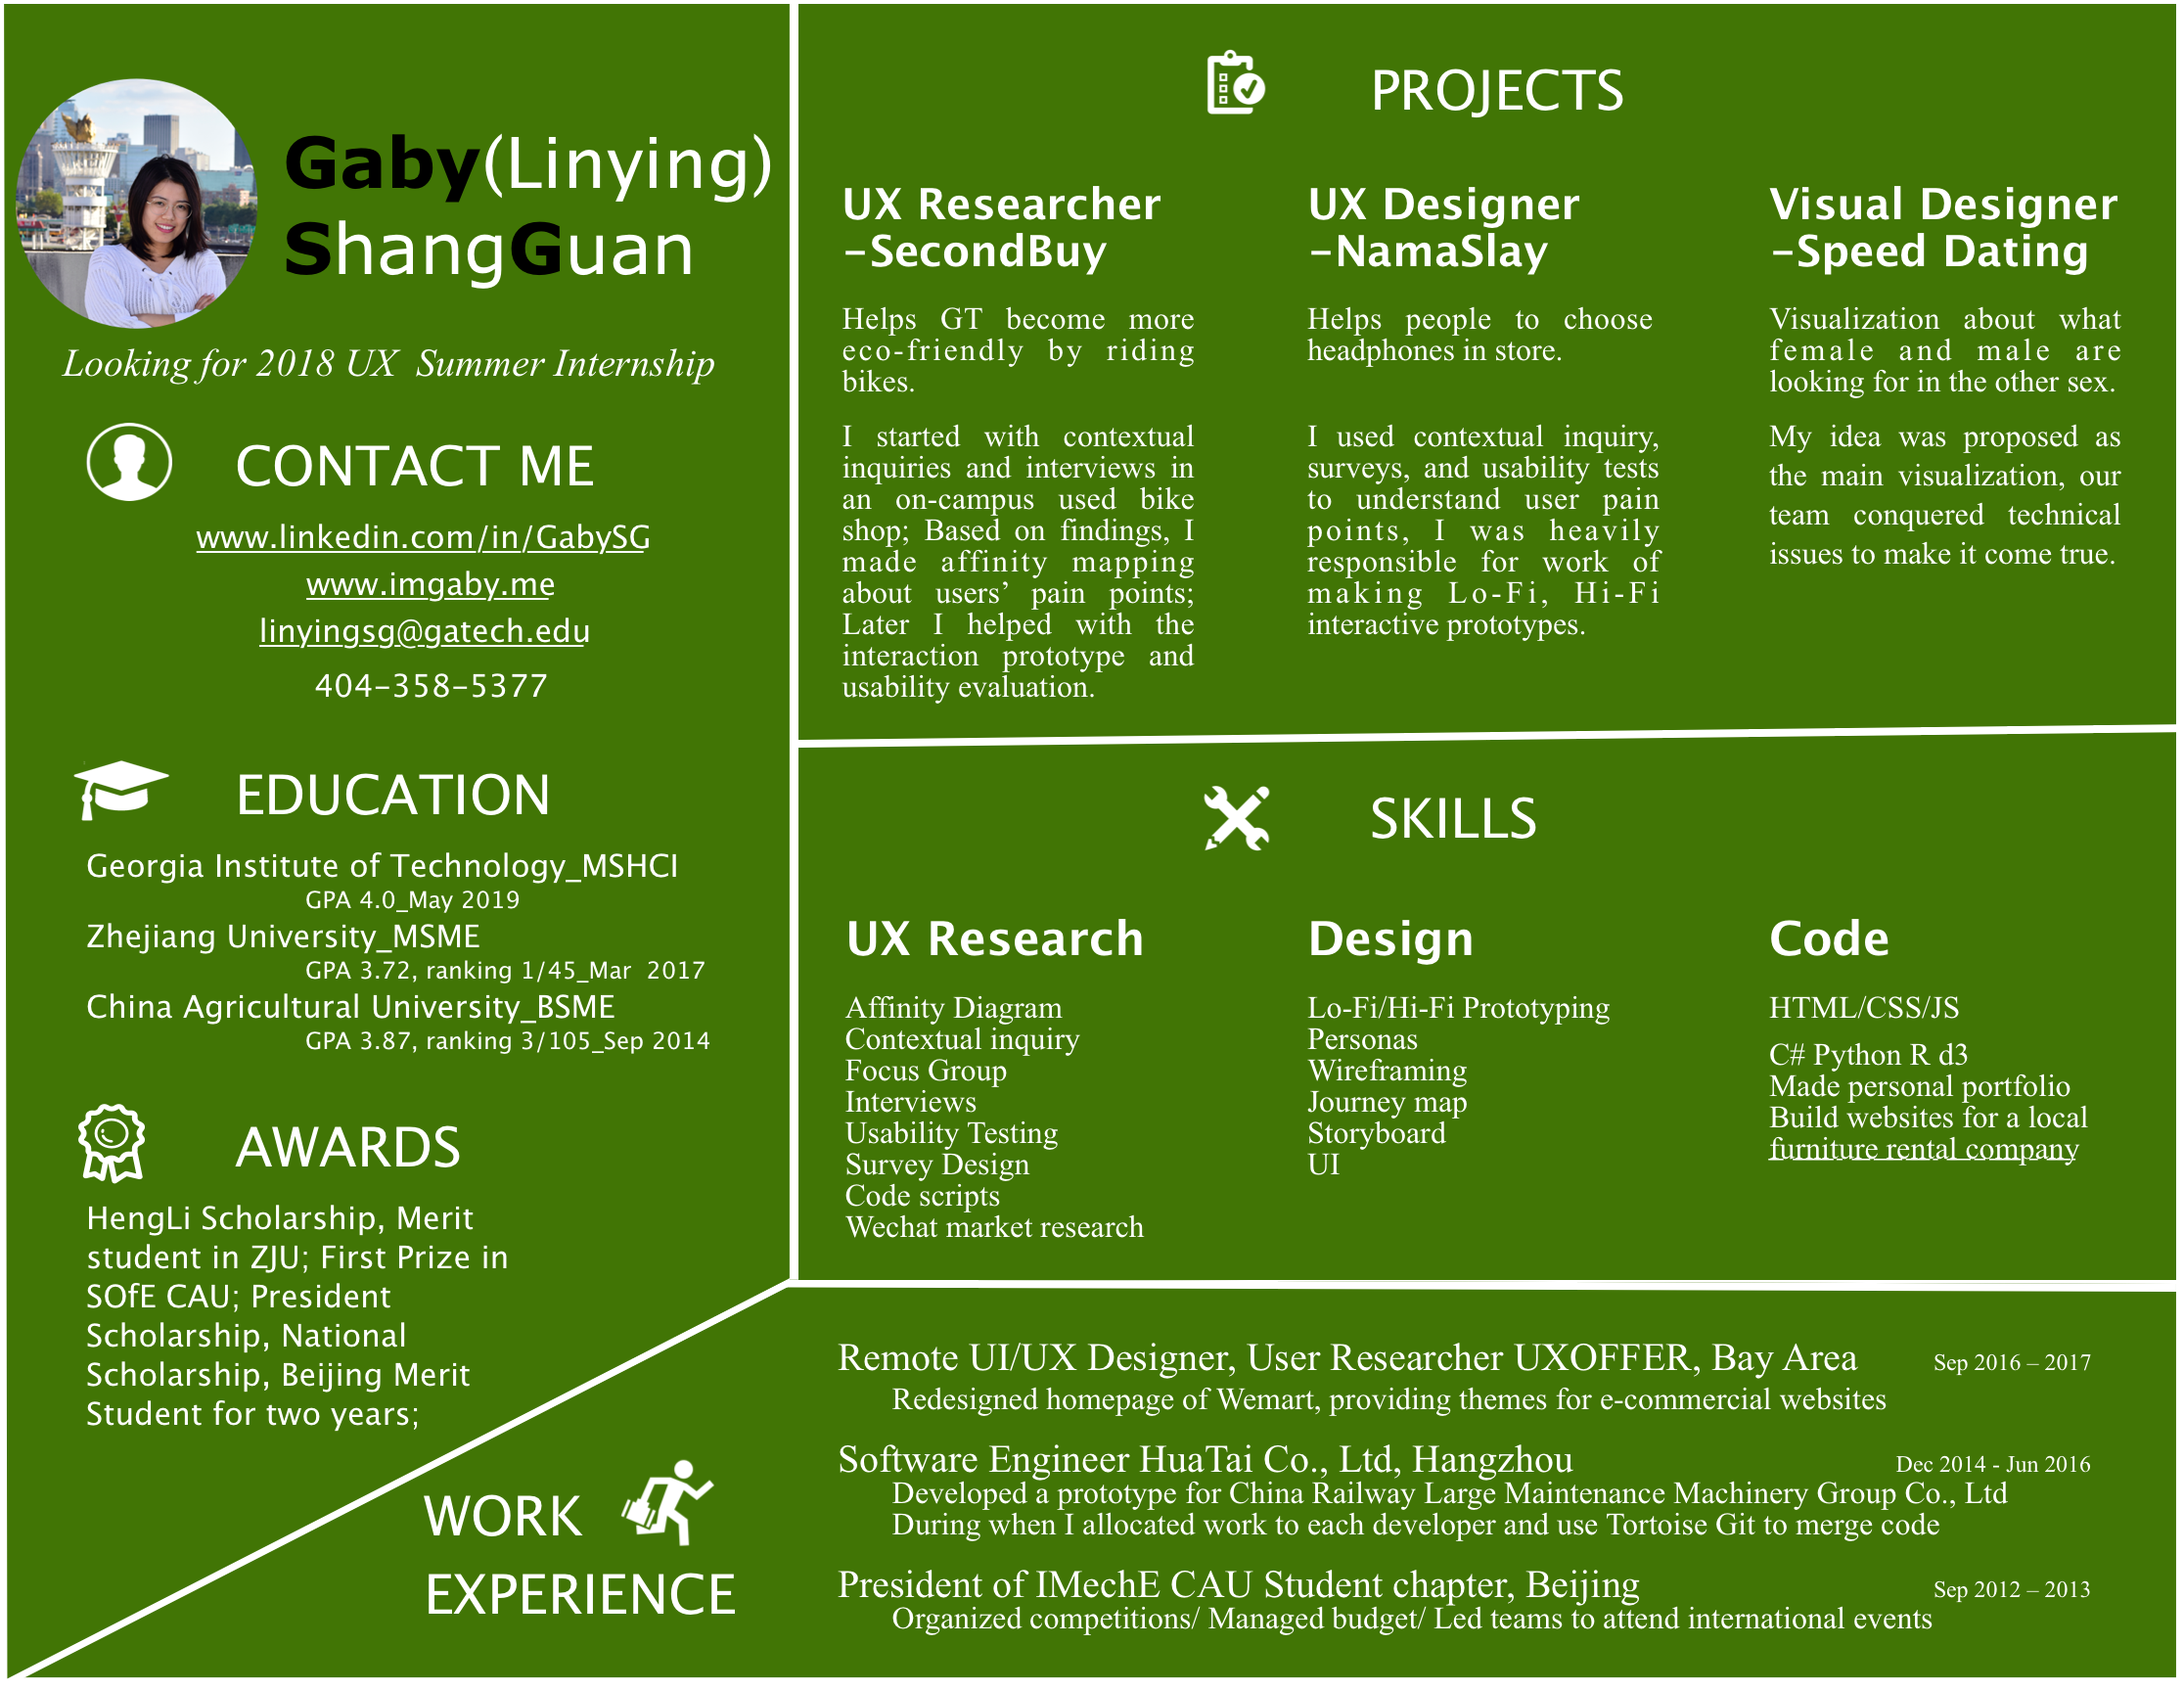 Gaby(Linying)
ShangGuan
Looking for 2018 UX  Summer Internship
CONTACT ME
www.linkedin.com/in/GabySG
www.imgaby.me
linyingsg@gatech.edu
404-358-5377
EDUCATION
Georgia Institute of Technology_MSHCI
GPA 4.0_May 2019
Zhejiang University_MSME
GPA 3.72, ranking 1/45_Mar  2017
China Agricultural University_BSME
GPA 3.87, ranking 3/105_Sep 2014
AWARDS
HengLi Scholarship, Merit
student in ZJU; First Prize in
SOfE CAU; President
Scholarship, National
Scholarship, Beijing Merit
Student for two years;
PROJECTS
UX Researcher
-SecondBuy
Helps GT become more
eco-friendly by riding
bikes.
I started with contextual
inquiries and interviews in
an on-campus used bike
shop; Based on findings, I
made affinity mapping
about users’ pain points;
Later I helped with the
interaction prototype and
usability evaluation.
UX Designer
-NamaSlay
Helps people to choose
headphones in store.
I used contextual inquiry,
surveys, and usability tests
to understand user pain
points, I was heavily
responsible for work of
making Lo-Fi, Hi-Fi
interactive prototypes.
Visual Designer
-Speed Dating
Visualization about what
female and male are
looking for in the other sex.
My idea was proposed as
the main visualization, our
team conquered technical
issues to make it come true.
SKILLS
UX Research
Affinity Diagram
Contextual inquiry
Focus Group
Interviews
Usability Testing
Survey Design
Code scripts
Wechat market research
Design
Lo-Fi/Hi-Fi Prototyping
Personas
Wireframing
Journey map
Storyboard
UI
Code
HTML/CSS/JS
C# Python R d3
Made personal portfolio
Build websites for a local
furniture rental company
WORK
EXPERIENCE
Remote UI/UX Designer, User Researcher UXOFFER, Bay Area Sep 2016 – 2017
Redesigned homepage of Wemart, providing themes for e-commercial websites
Software Engineer HuaTai Co., Ltd, Hangzhou Dec 2014 - Jun 2016
Developed a prototype for China Railway Large Maintenance Machinery Group Co., Ltd
During when I allocated work to each developer and use Tortoise Git to merge code
President of IMechE CAU Student chapter, Beijing Sep 2012 – 2013
Organized competitions/ Managed budget/ Led teams to attend international events